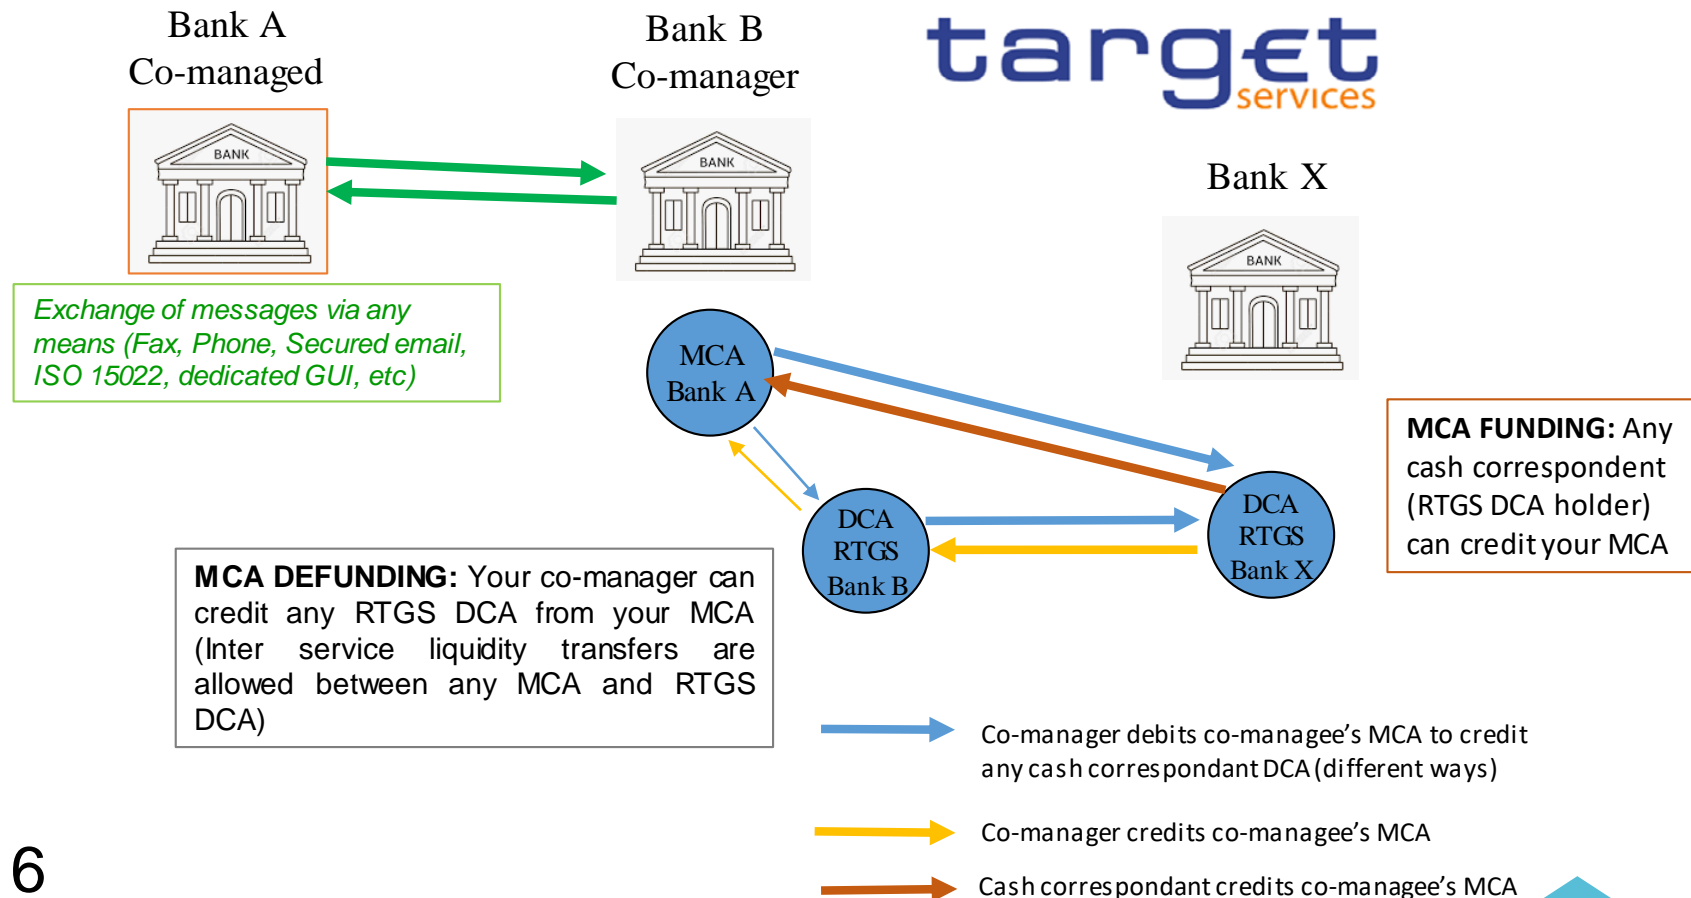 Bank A
Co-managed
Bank B
Co-manager
target
services
Bank X
BANK
BANK
BANK
Exchange of messages via any
means (Fax, Phone, Secured email,
ISO 15022, dedicated GUI, etc)
MCA
Bank A
DCA
RTGS
Bank B
DCA
RTGS
Bank X
MCA FUNDING: Any
cash correspondent
(RTGS DCA holder)
can credit your MCA
MCA DEFUNDING: Your co-manager can
credit any RTGS DCA from your MCA
(Inter service liquidity transfers are
allowed between any MCA and RTGS
DCA)
Co-manager debits co-managee’s MCA to credit
any cash correspondant DCA (different ways)
Co-manager credits co-managee’s MCA
Cash correspondant credits co-managee’s MCA
6